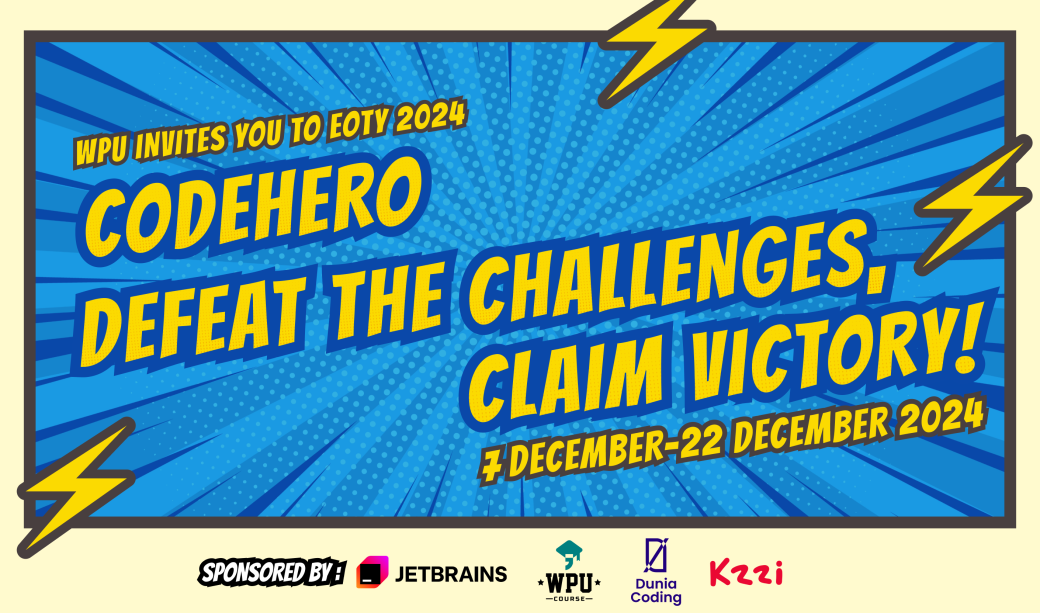 WPU INVITES YOU TO EOTY 2024
CODEHERO
DEFEAT THE CHALLENGES,
CLAIM VICTORY!
7 DECEMBER-22 DECEMBER 2024
SPONSORED BY :
JETBRAINS
WPU
COURSE
Dunia
Coding
Kzzi